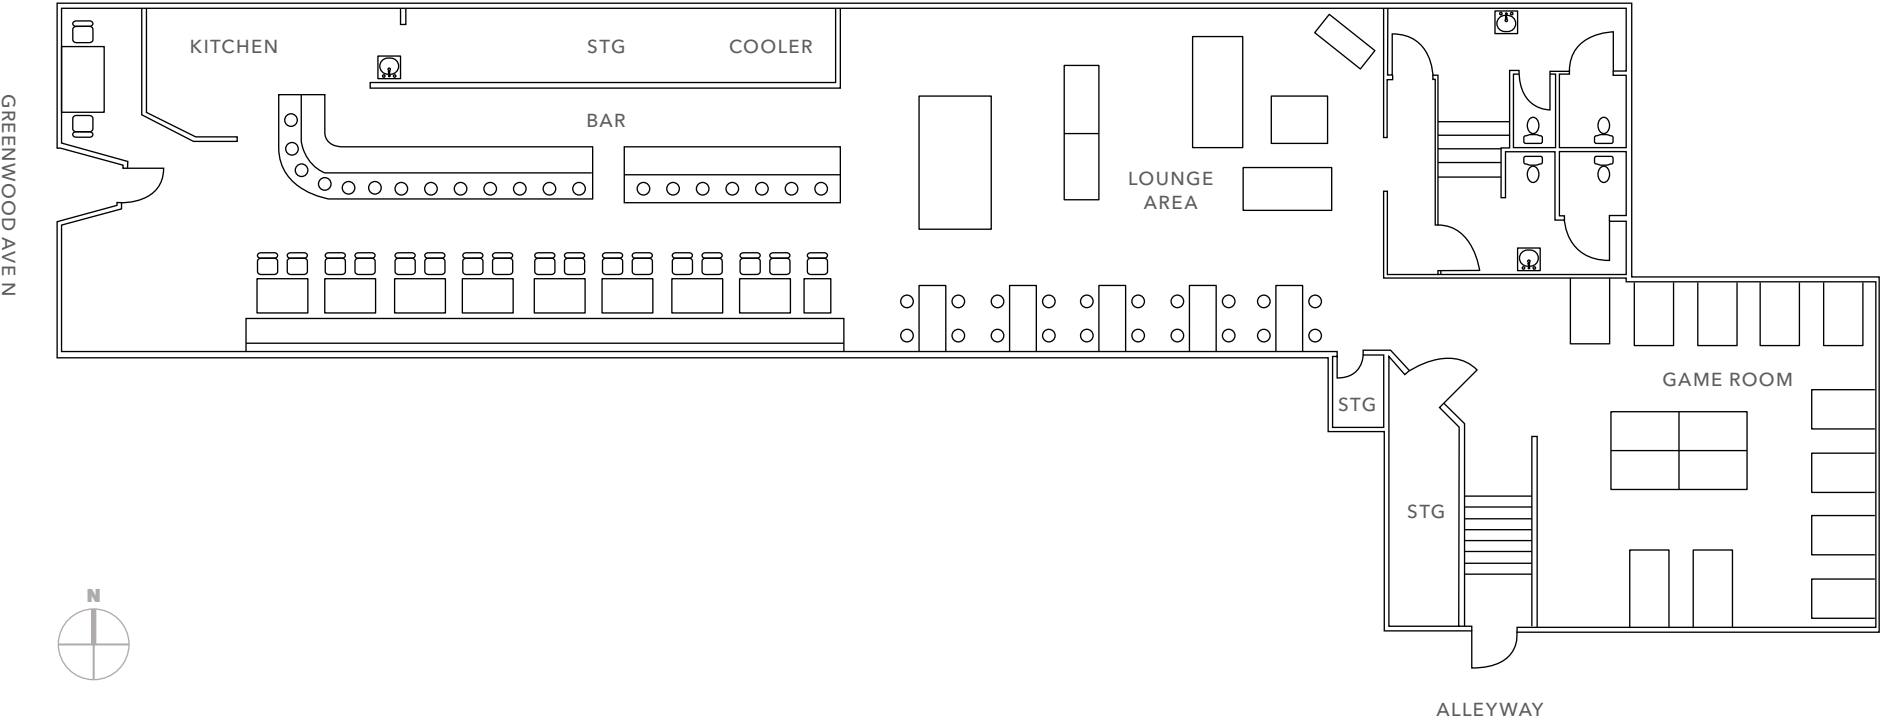 KITCHEN
STG
COOLER
BAR
GREENWOOD AVE N
LOUNGE
AREA
GAME ROOM
STG
STG
N
ALLEYWAY